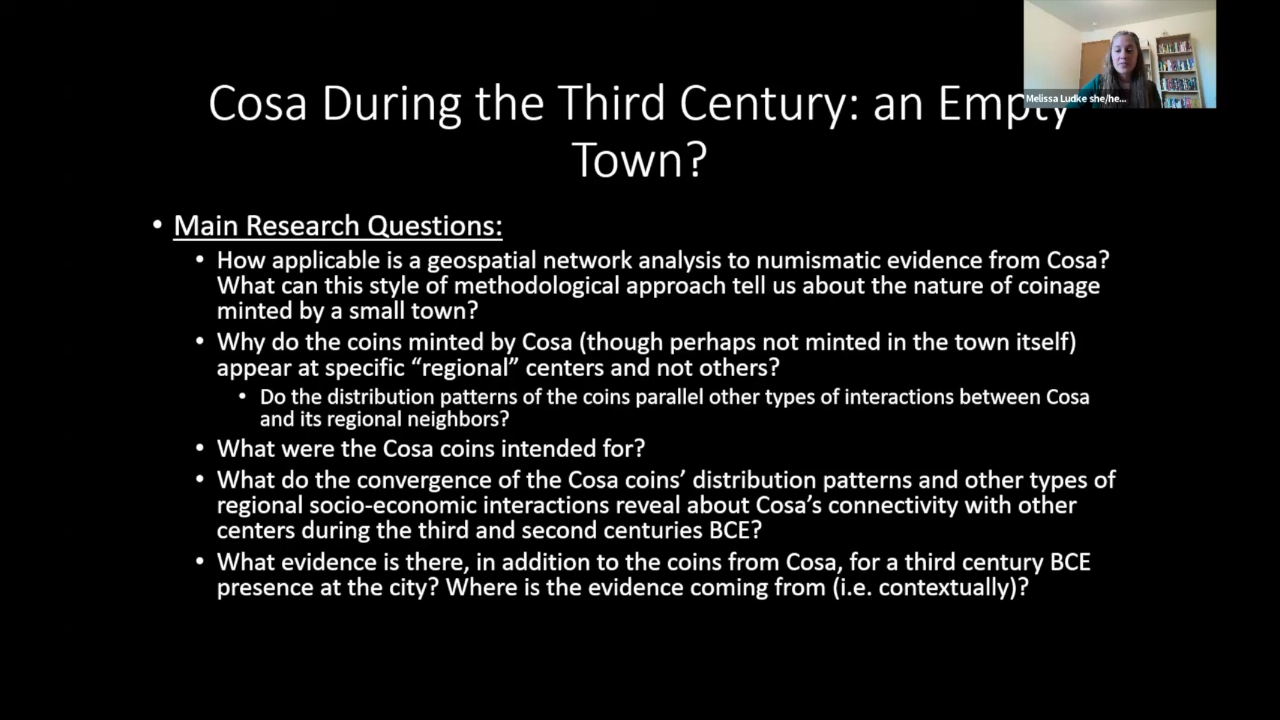 Cosa During the Third Century: an Empty
Town?
Melissa Ludke she/he...
• Main Research Questions:
• How applicable is a geospatial network analysis to numismatic evidence from Cosa?
What can this style of methodological approach tell us about the nature of coinage
minted by a small town?
• Why do the coins minted by Cosa (though perhaps not minted in the town itself)
appear at specific “regional” centers and not others?
• Do the distribution patterns of the coins parallel other types of interactions between Cosa
and its regional neighbors?
• What were the Cosa coins intended for?
• What do the convergence of the Cosa coins’ distribution patterns and other types of
regional socio-economic interactions reveal about Cosa’s connectivity with other
centers during the third and second centuries BCE?
• What evidence is there, in addition to the coins from Cosa, for a third century BCE
presence at the city? Where is the evidence coming from (i.e. contextually)?